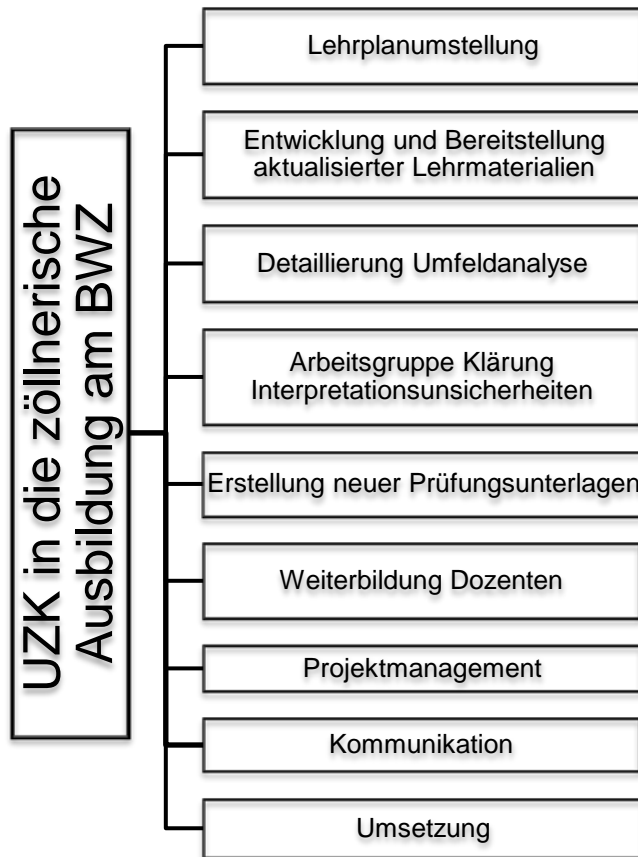 UZK in die zöllnerische
Ausbildung am BWZ
Lehrplanumstellung
Entwicklung und Bereitstellung
aktualisierter Lehrmaterialien
Detaillierung Umfeldanalyse
Arbeitsgruppe Klärung
Interpretationsunsicherheiten
Erstellung neuer Prüfungsunterlagen
Weiterbildung Dozenten
Projektmanagement
Kommunikation
Umsetzung